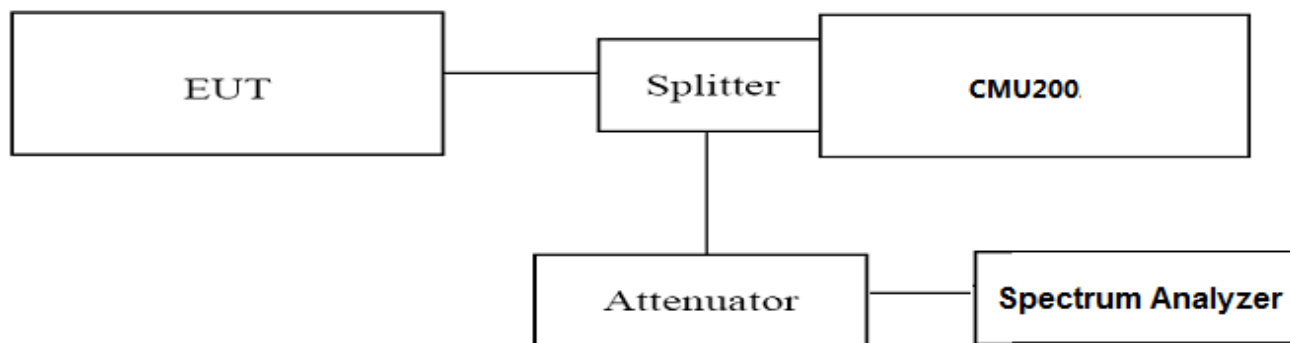 EUT
Splitter
CMU200
Attenuator
Spectrum Analyzer